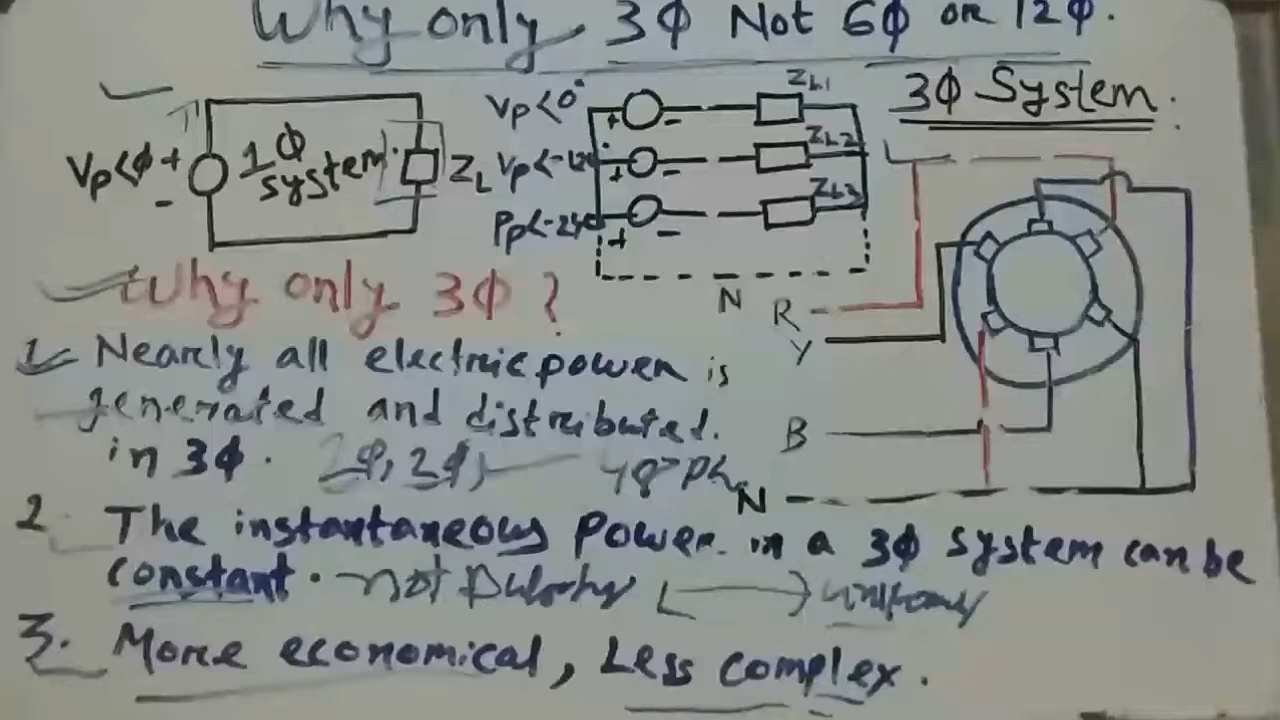 Why only 3φ Not 6φ or 12φ.
3φ System.
Vp<φ + -
1φ
system
ZL
Vp<0° + -
ZL1
Vp<-120° + -
ZL2
Pp<-240 + -
ZL3
N
R
Y
B
N
Why only 3φ?
1. Nearly all electric power is
generated and distributed.
in 3φ.
2. The instantaneous Power in a 3φ system can be
constant. not
3. More economical, Less complex.